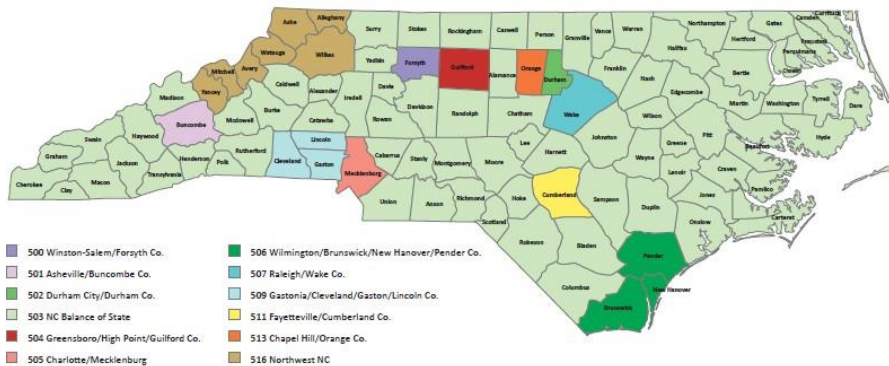 Ashe
Alleghany
Surry
Stokes
Rockingham
Caswell
Person
Granville
Vance
Warren
Northampton
Gates
Camden
Currituck
Watauga
Wilkes
Yadkin
Forsyth
Guilford
Alamance
Orange
Durham
Franklin
Halifax
Hertford
Perquimans
Mitchell
Avery
Caldwell
Alexander
Iredell
Davie
Nash
Edgecombe
Bertle
Yancey
Madison
Burke
Catawba
Rowan
Davidson
Randolph
Chatham
Wake
Wilson
Martin
Washington
Tyrrell
Dare
Buncombe
Mcdowell
Swain
Haywood
Rutherford
Lincoln
Cabarrus
Stanly
Montgomery
Moore
Lee
Harnett
Johnston
Wayne
Greene
Pitt
Beaufort
Hyde
Graham
Jackson
Henderson
Polk
Cleveland
Gaston
Mecklenburg
Cherokee
Clay
Macon
Transylvania
Union
Anson
Richmond
Hoke
Cumberland
Sampson
Duplin
Lenoir
Craven
Pamlico
Jones
Carteret
Scotland
Robeson
Bladen
Onslow
Pender
Columbus
Brunswick
New Hanover
500 Winston-Salem/Forsyth Co.
501 Asheville/Buncombe Co.
502 Durham City/Durham Co.
503 NC Balance of State
504 Greensboro/High Point/Guilford Co.
505 Charlotte/Mecklenburg
506 Wilmington/Brunswick/New Hanover/Pender Co.
507 Raleigh/Wake Co.
509 Gastonia/Cleveland/Gaston/Lincoln Co.
511 Fayetteville/Cumberland Co.
513 Chapel Hill/Orange Co.
516 Northwest NC